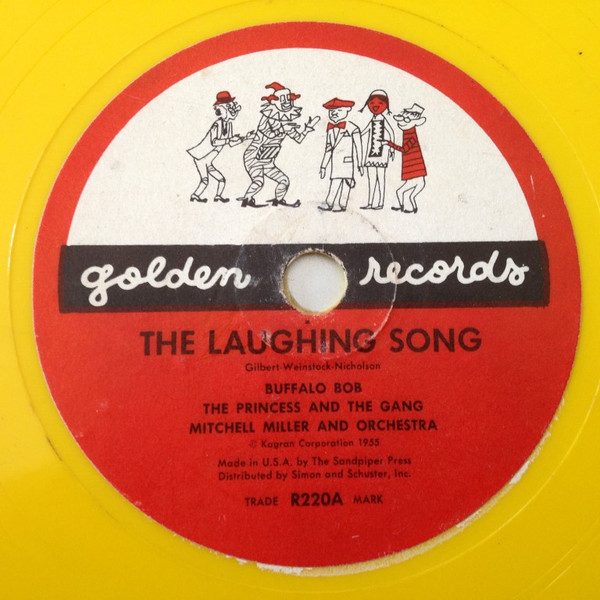 golden records
THE LAUGHING SONG
Gilbert-Weinstock-Nicholson
BUFFALO BOB
THE PRINCESS AND THE GANG
MITCHELL MILLER AND ORCHESTRA
© Kagran Corporation 1955
Made in U.S.A. by The Sandpiper Press
Distributed by Simon and Schuster, Inc.
TRADE R220A MARK